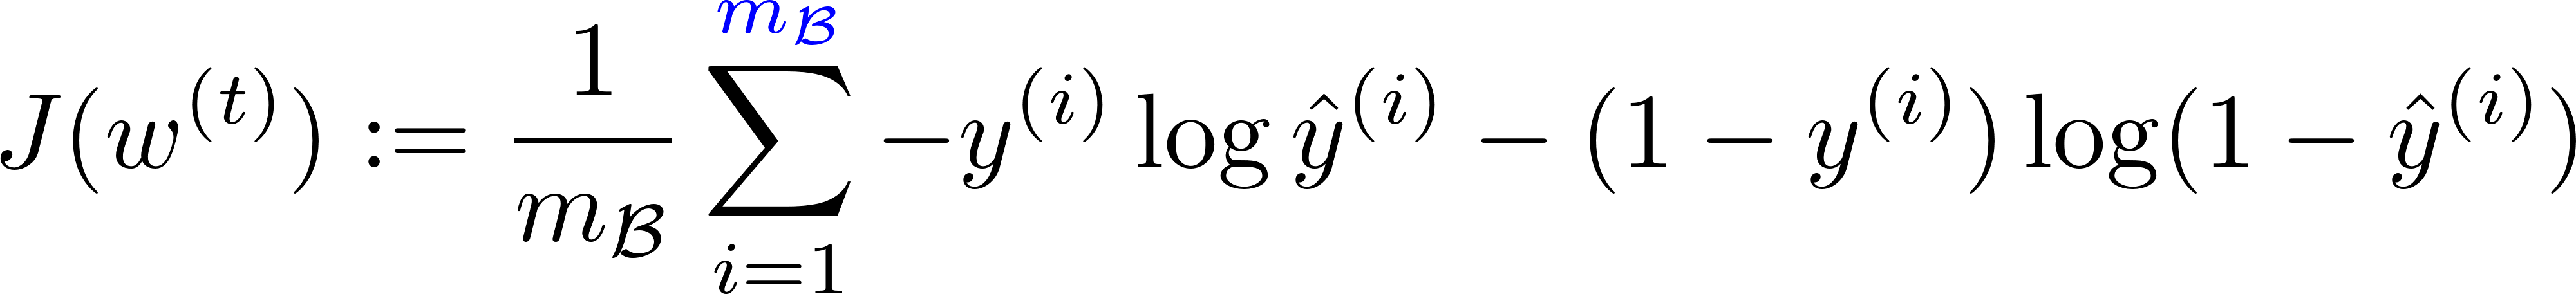 J(w^{(t)}) := \frac{1}{m_{\mathcal{B}}} \sum_{i=1}^{m_{\mathcal{B}}} -y^{(i)} \log \hat{y}^{(i)} - (1 - y^{(i)}) \log(1 - \hat{y}^{(i)})